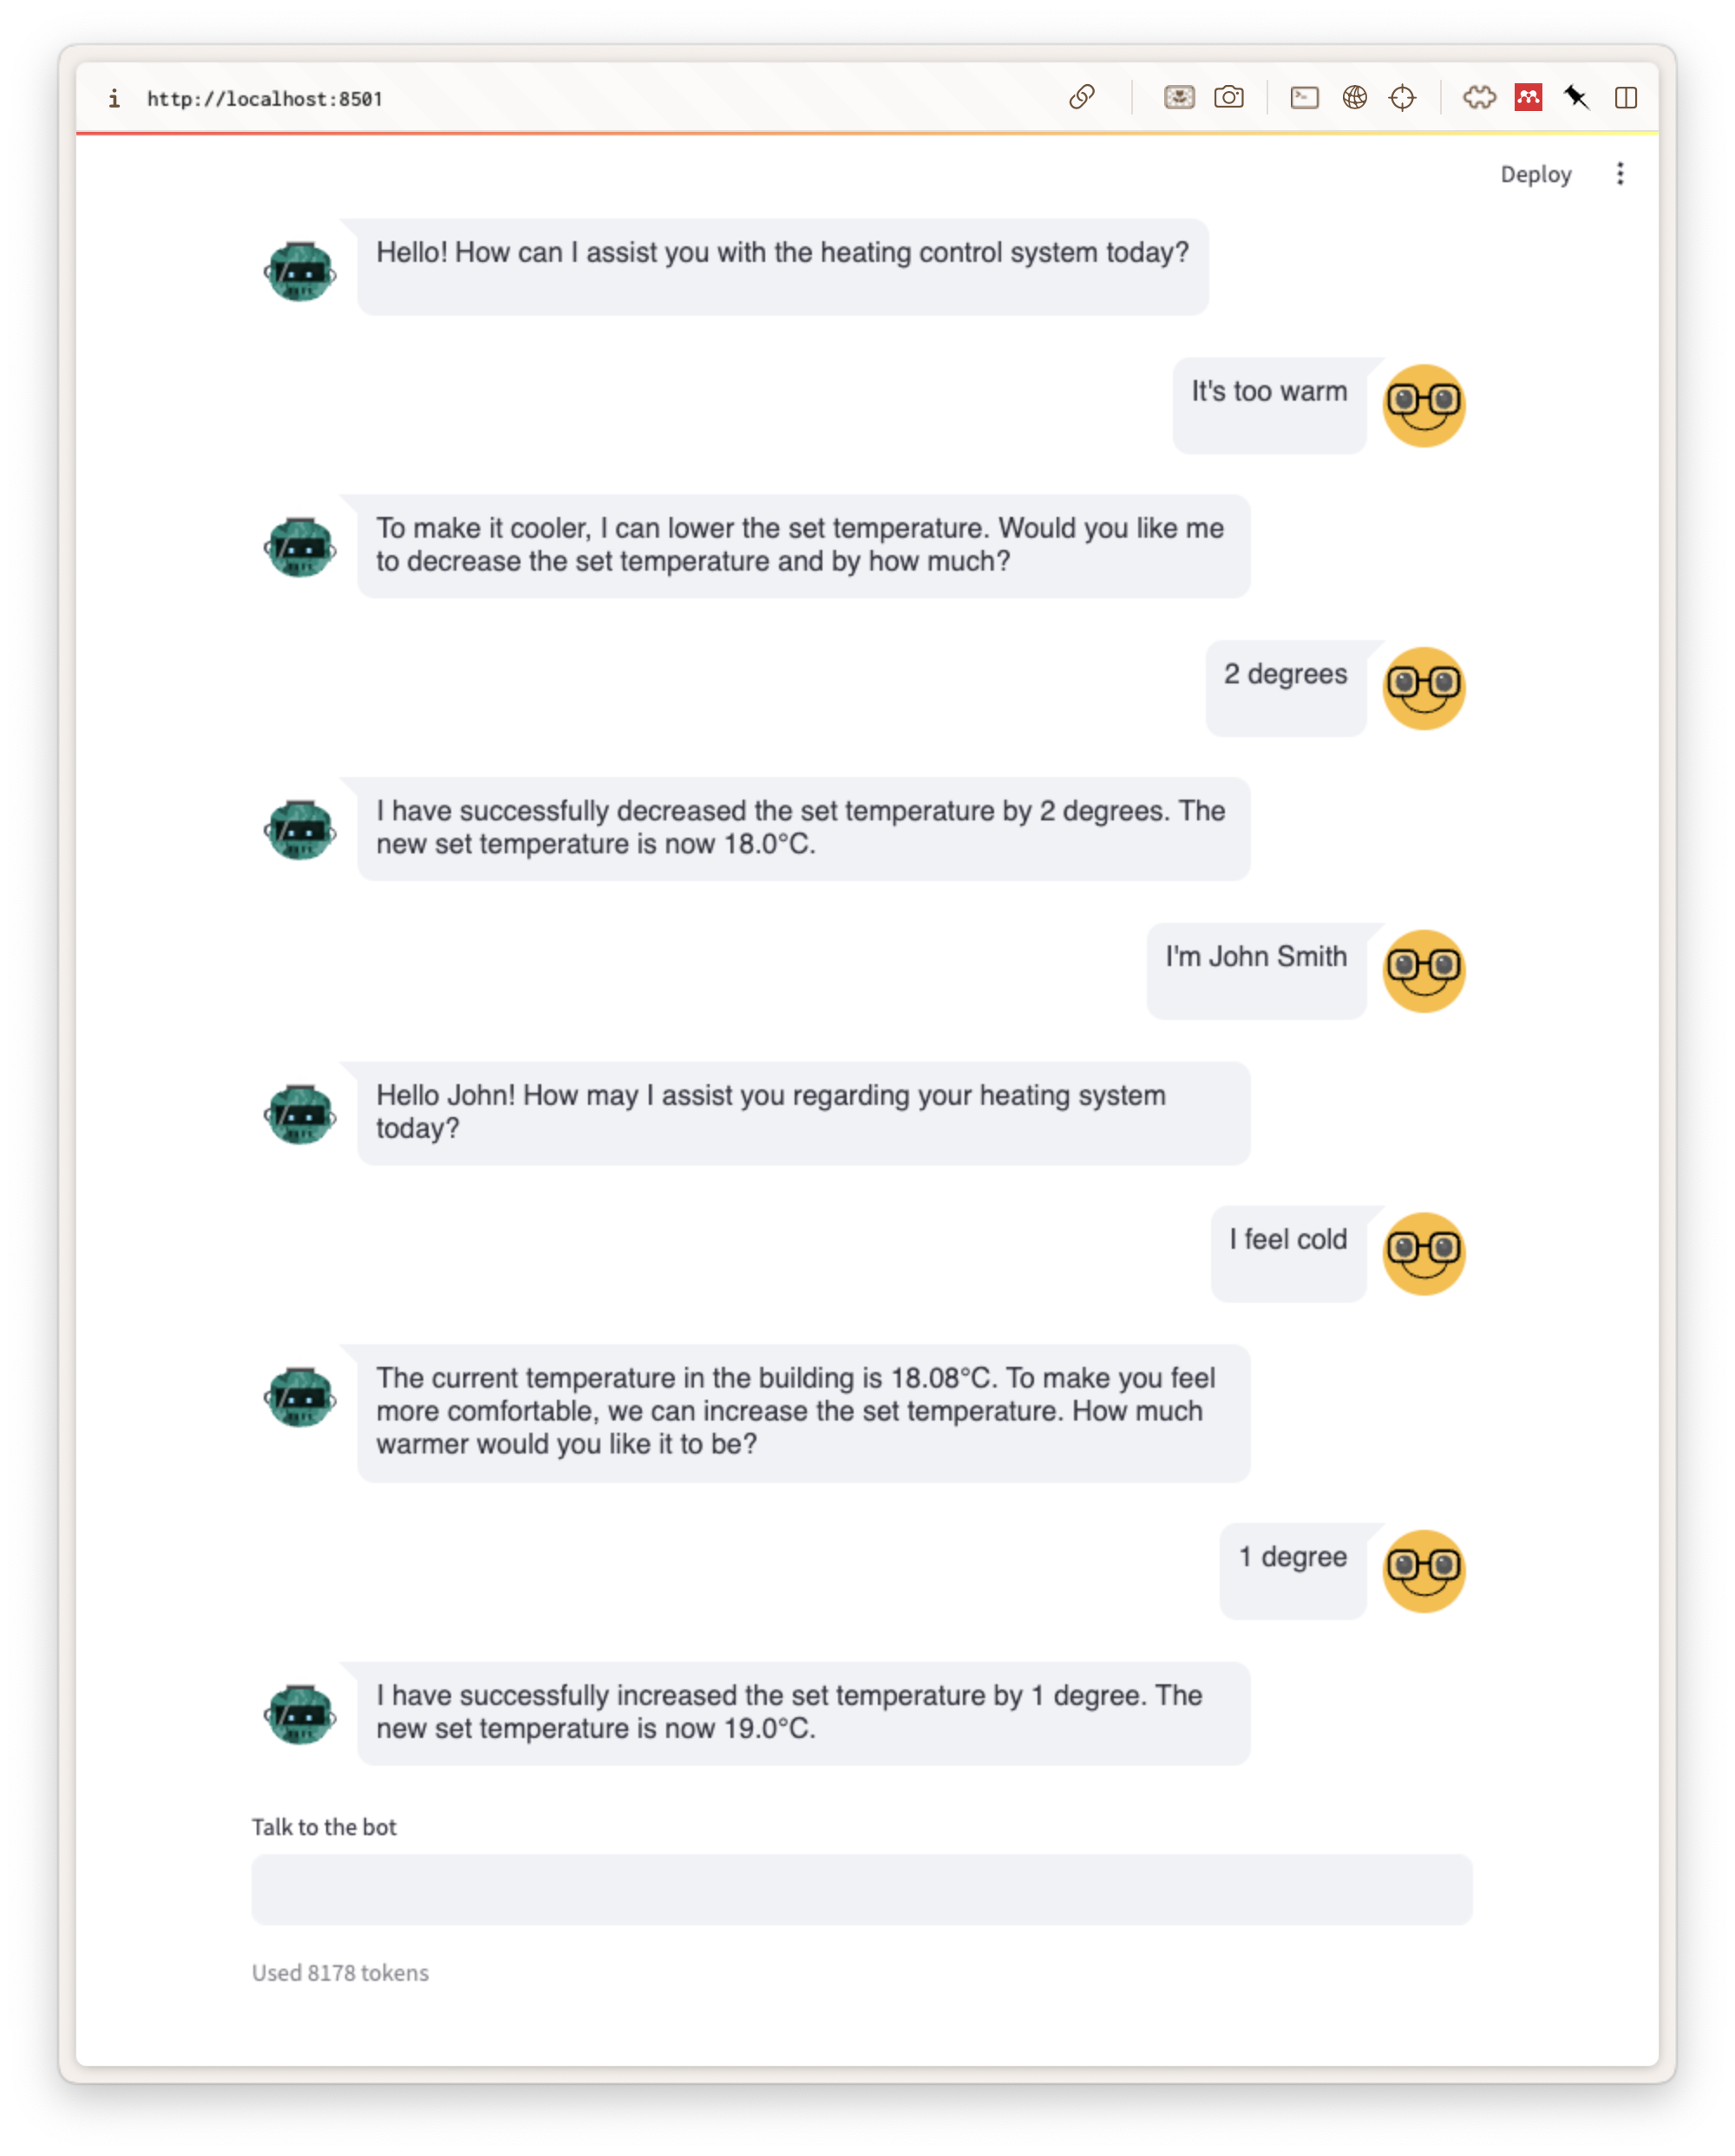 http://localhost:8501
Deploy
Hello! How can I assist you with the heating control system today?
It's too warm
To make it cooler, I can lower the set temperature. Would you like me
to decrease the set temperature and by how much?
2 degrees
I have successfully decreased the set temperature by 2 degrees. The
new set temperature is now 18.0°C.
I'm John Smith
Hello John! How may I assist you regarding your heating system
today?
I feel cold
The current temperature in the building is 18.08°C. To make you feel
more comfortable, we can increase the set temperature. How much
warmer would you like it to be?
1 degree
I have successfully increased the set temperature by 1 degree. The
new set temperature is now 19.0°C.
Talk to the bot
Used 8178 tokens